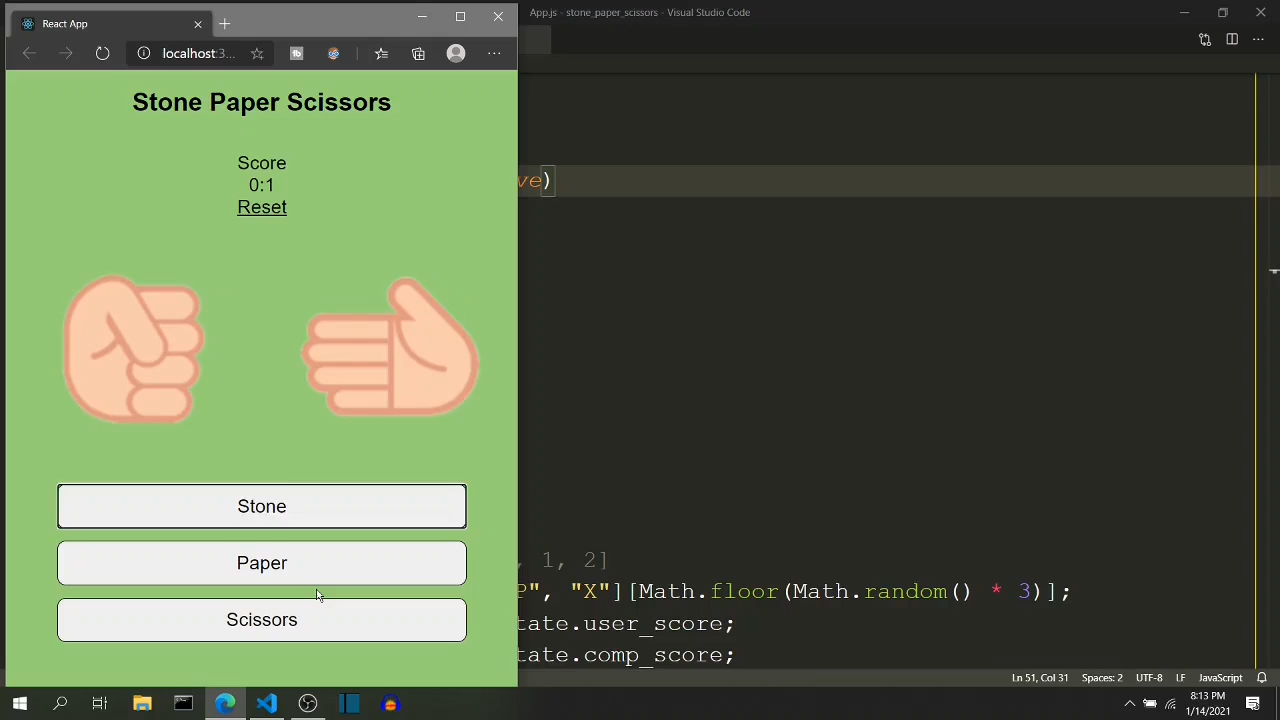 React App
App.js - stone_paper_scissors - Visual Studio Code
localhost:3...
Stone Paper Scissors
Score
0:1
Reset
ve)
Stone
Paper
Scissors
, 1, 2]
P", "X"][Math.floor(Math.random() * 3)];
tate.user_score;
tate.comp_score;
Ln 51, Col 31
Spaces: 2
UTF-8
LF
JavaScript
8:13 PM
1/14/2021